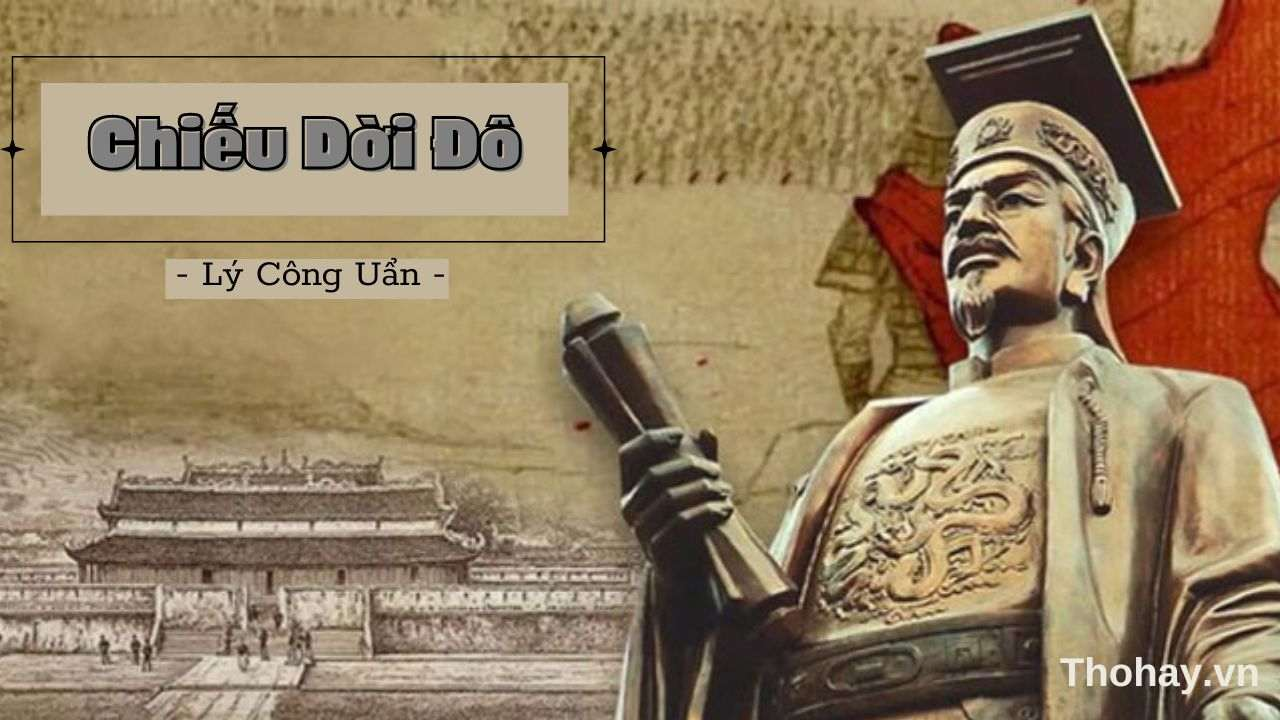 Chiếu Dời Đô
- Lý Công Uẩn -
Thohay.vn